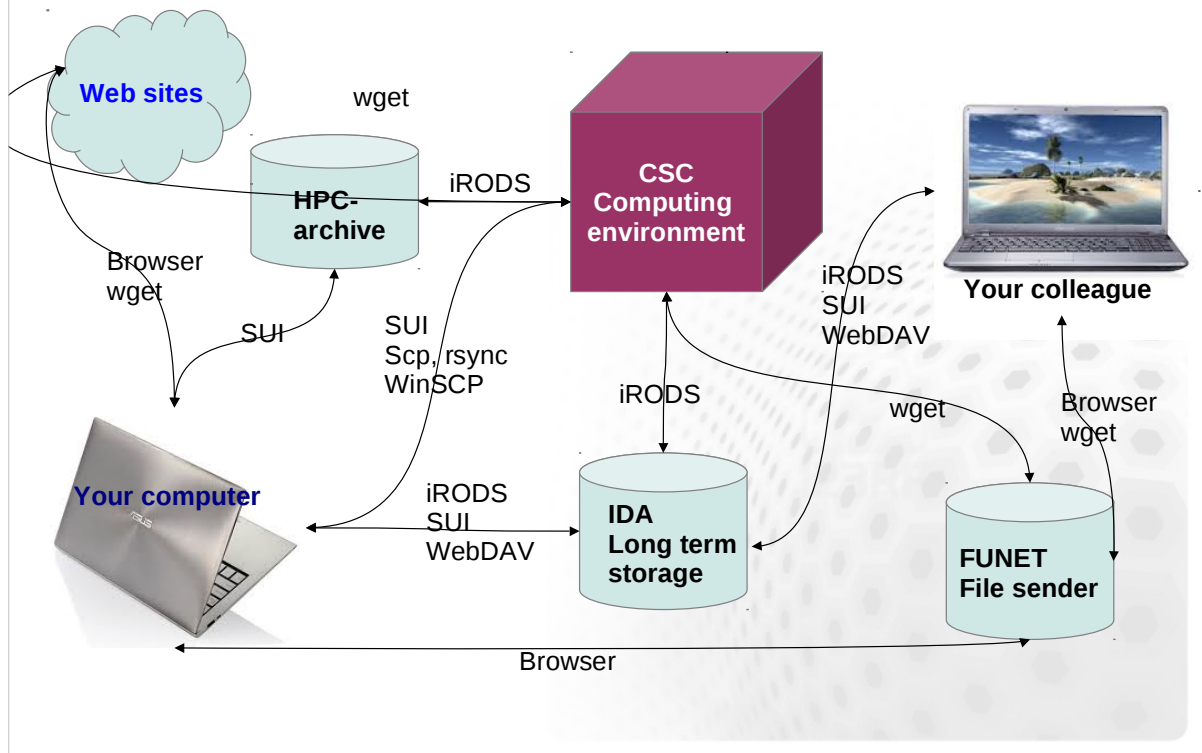 Web sites
wget
HPC-
archive
iRODS
CSC
Computing
environment
Browser
wget
SUI
SUI
Scp, rsync
WinSCP
iRODS
SUI
WebDAV
Your colleague
iRODS
wget
Browser
wget
Your computer
ASUS
iRODS
SUI
WebDAV
IDA
Long term
storage
FUNET
File sender
Browser